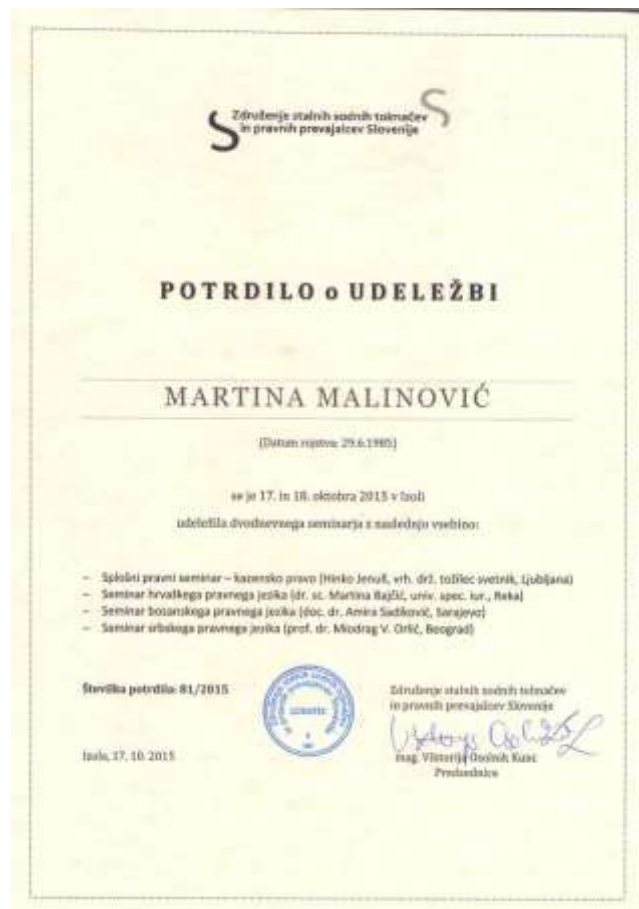 Združenje stalnih sodnih tolmačev
in pravnih prevajalcev Slovenije
POTRDILO o UDELEŽBI
MARTINA MALINOVIĆ
(Datum rojstva: 29.6.1985)
se je 17. in 18. oktobra 2015 v Izoli
udeležila dvodnevnega seminarja z naslednjo vsebino:
– Splošni pravni seminar – kazensko pravo (Hinko Jenull, vrh. drž. tožilec svetnik, Ljubljana)
– Seminar hrvaškega pravnega jezika (dr. sc. Martina Bajčić, univ. spec. iur., Reka)
– Seminar bosanskega pravnega jezika (doc. dr. Amira Sadiković, Sarajevo)
– Seminar srbskega pravnega jezika (prof. dr. Miodrag V. Orlić, Beograd)
Številka potrdila: 81/2015
Združenje stalnih sodnih tolmačev
in pravnih prevajalcev Slovenije
Izola, 17. 10. 2015
mag. Viktorija Osolnik Kunc
Predsednica